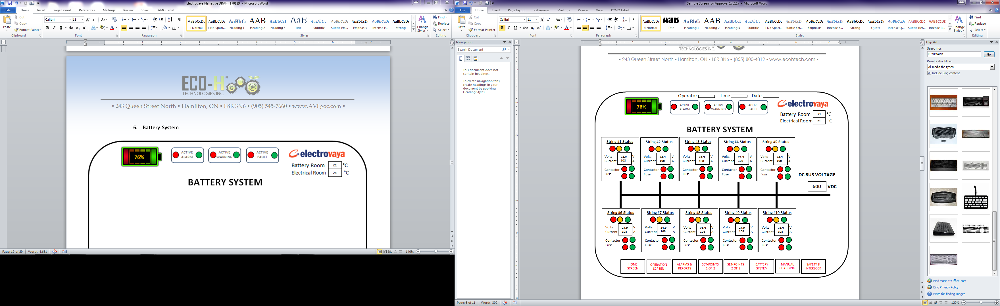 Electrovaya Narrative DRAFT 170119 - Microsoft Word
File Home Insert Page Layout References Mailings Review View DYMO Label
Paste
Cut
Copy
Format Painter
Clipboard
Calibri 11
Font
Paragraph
AaBbCcDc AaBbCcDc AaBbC AAB AaBbCcI AaB AaBbCc. AaBbCcDc AaBbCcDc AaBbCcDc AaBbCcDc
¶ Normal ¶ No Spaci... Heading 1 Heading 2 Heading 3 Title Subtitle Subtle Em... Emphasis Intense E... Strong
Change Styles
Styles
Find
Replace
Select
Editing
ECO-H™
TECHNOLOGIES INC.
• 243 Queen Street North • Hamilton, ON • L8R 3N6 • (905) 545-7660 • www.AVLgoc.com •
6. Battery System
76%
ACTIVE ALARM
ACTIVE WARNING
ACTIVE FAULT
electrovaya
Battery Room 21 °C
Electrical Room 21 °C
BATTERY SYSTEM
Page: 19 of 29 Words: 4,631 140%
Sample Screen for Approval 170117 - Microsoft Word
File Home Insert Page Layout References Mailings Review View DYMO Label
Paste
Cut
Copy
Format Painter
Clipboard
Calibri 11
Font
Paragraph
¶ Normal Title Heading 1 Heading 2 Heading 3 Subtitle ¶ No Spaci... Subtle Em... Emphasis Intense E... Strong Quote Intense Q... Subtle Ref... Intense R...
Change Styles
Styles
Find
Replace
Select
Editing
Navigation
Search Document
This document does not
contain headings.
To create navigation tabs,
create headings in your
document by applying
Heading Styles.
TECHNOLOGIES INC.
• 243 Queen Street North • Hamilton, ON • L8R 3N6 • (855) 800-4812 • www.ecohtech.com •
Operator Time Date
76%
ACTIVE ALARM
ACTIVE WARNING
ACTIVE FAULT
electrovaya
Battery Room 21 °C
Electrical Room 21 °C
BATTERY SYSTEM
String #1 Status String #2 Status String #3 Status String #4 Status String #5 Status
Volts 24.9 V Volts 24.9 V Volts 24.9 V Volts 24.9 V Volts 24.9 V
Current 108 A Current 108 A Current 108 A Current 108 A Current 108 A
Contactor Contactor Contactor Contactor Contactor
Fuse Fuse Fuse Fuse Fuse
DC BUS VOLTAGE
600 VDC
String #6 Status String #7 Status String #8 Status String #9 Status String #10 Status
Volts 24.9 V Volts 24.9 V Volts 24.9 V Volts 24.9 V Volts 24.9 V
Current 108 A Current 108 A Current 108 A Current 108 A Current 108 A
Contactor Contactor Contactor Contactor Contactor
Fuse Fuse Fuse Fuse Fuse
HOME SCREEN
OPERATION SCREEN
ALARMS & REPORTS
SET-POINTS 1 OF 2
SET-POINTS 2 OF 2
BATTERY SYSTEM
MANUAL CHARGING
SAFETY & INTERLOCK
Page: 6 of 11 Words: 802 120%
Clip Art
Search for:
KEYBOARD Go
Results should be:
All media file types
Include Bing content
Find more at Office.com
Bing Privacy Policy
Hints for finding images